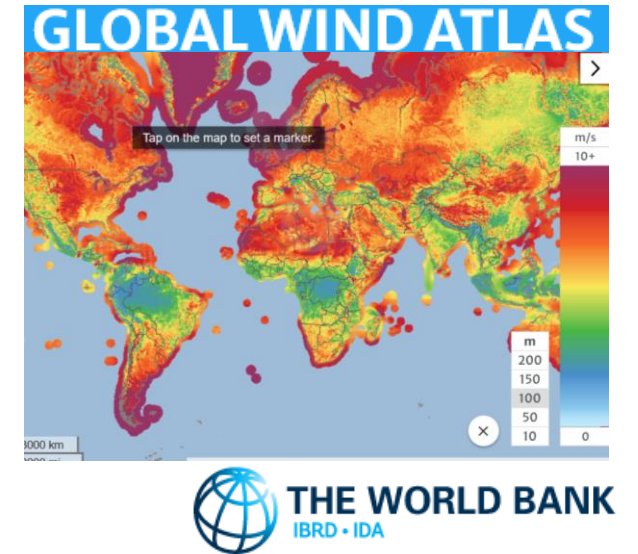 GLOBAL WIND ATLAS
>
Tap on the map to set a marker.
m/s
10+
m
200
150
100
50
10
0
000 km
THE WORLD BANK
IBRD • IDA